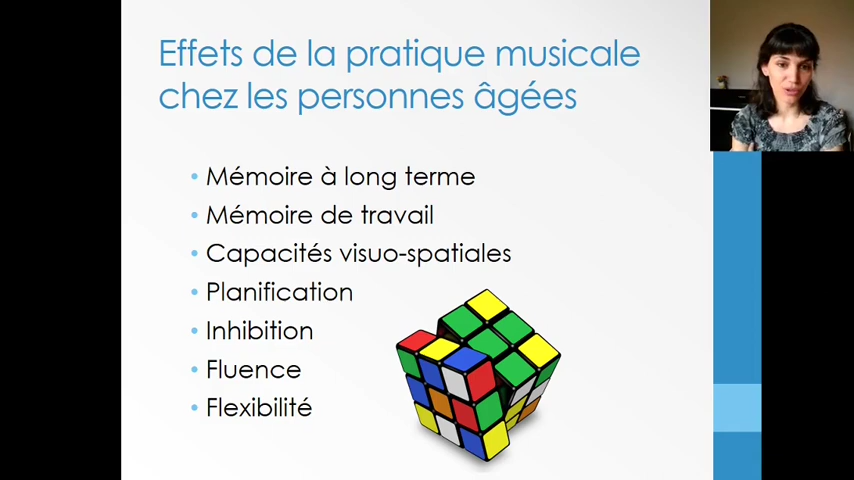 Effets de la pratique musicale
chez les personnes âgées
Mémoire à long terme
Mémoire de travail
Capacités visuo-spatiales
Planification
Inhibition
Fluence
Flexibilité